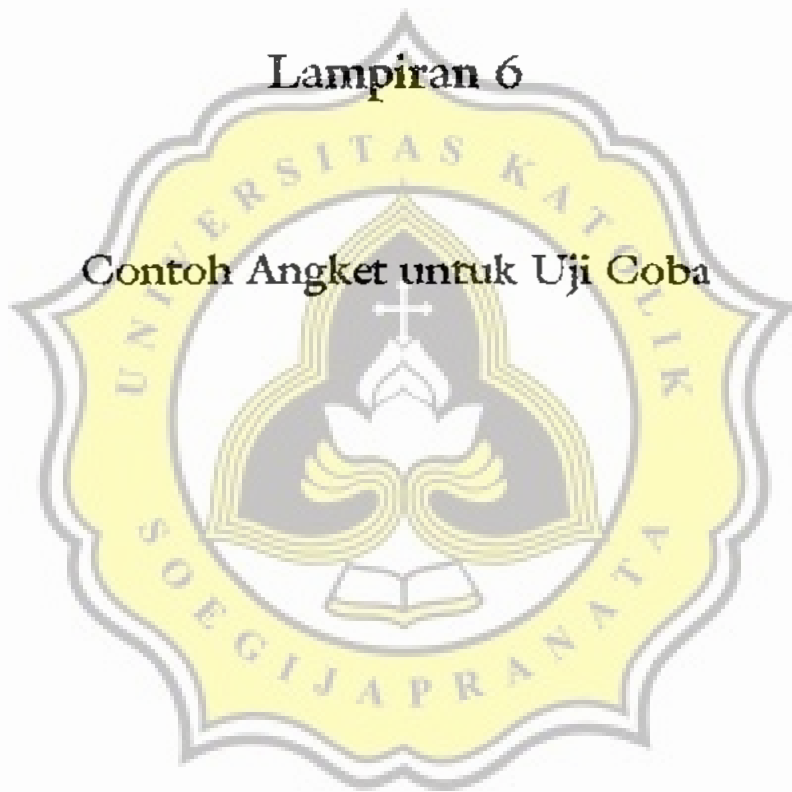 Lampiran 6
UNIVERSITAS KATOLIK
Contoh Angket untuk Uji Coba
SOEGIJAPRANATA